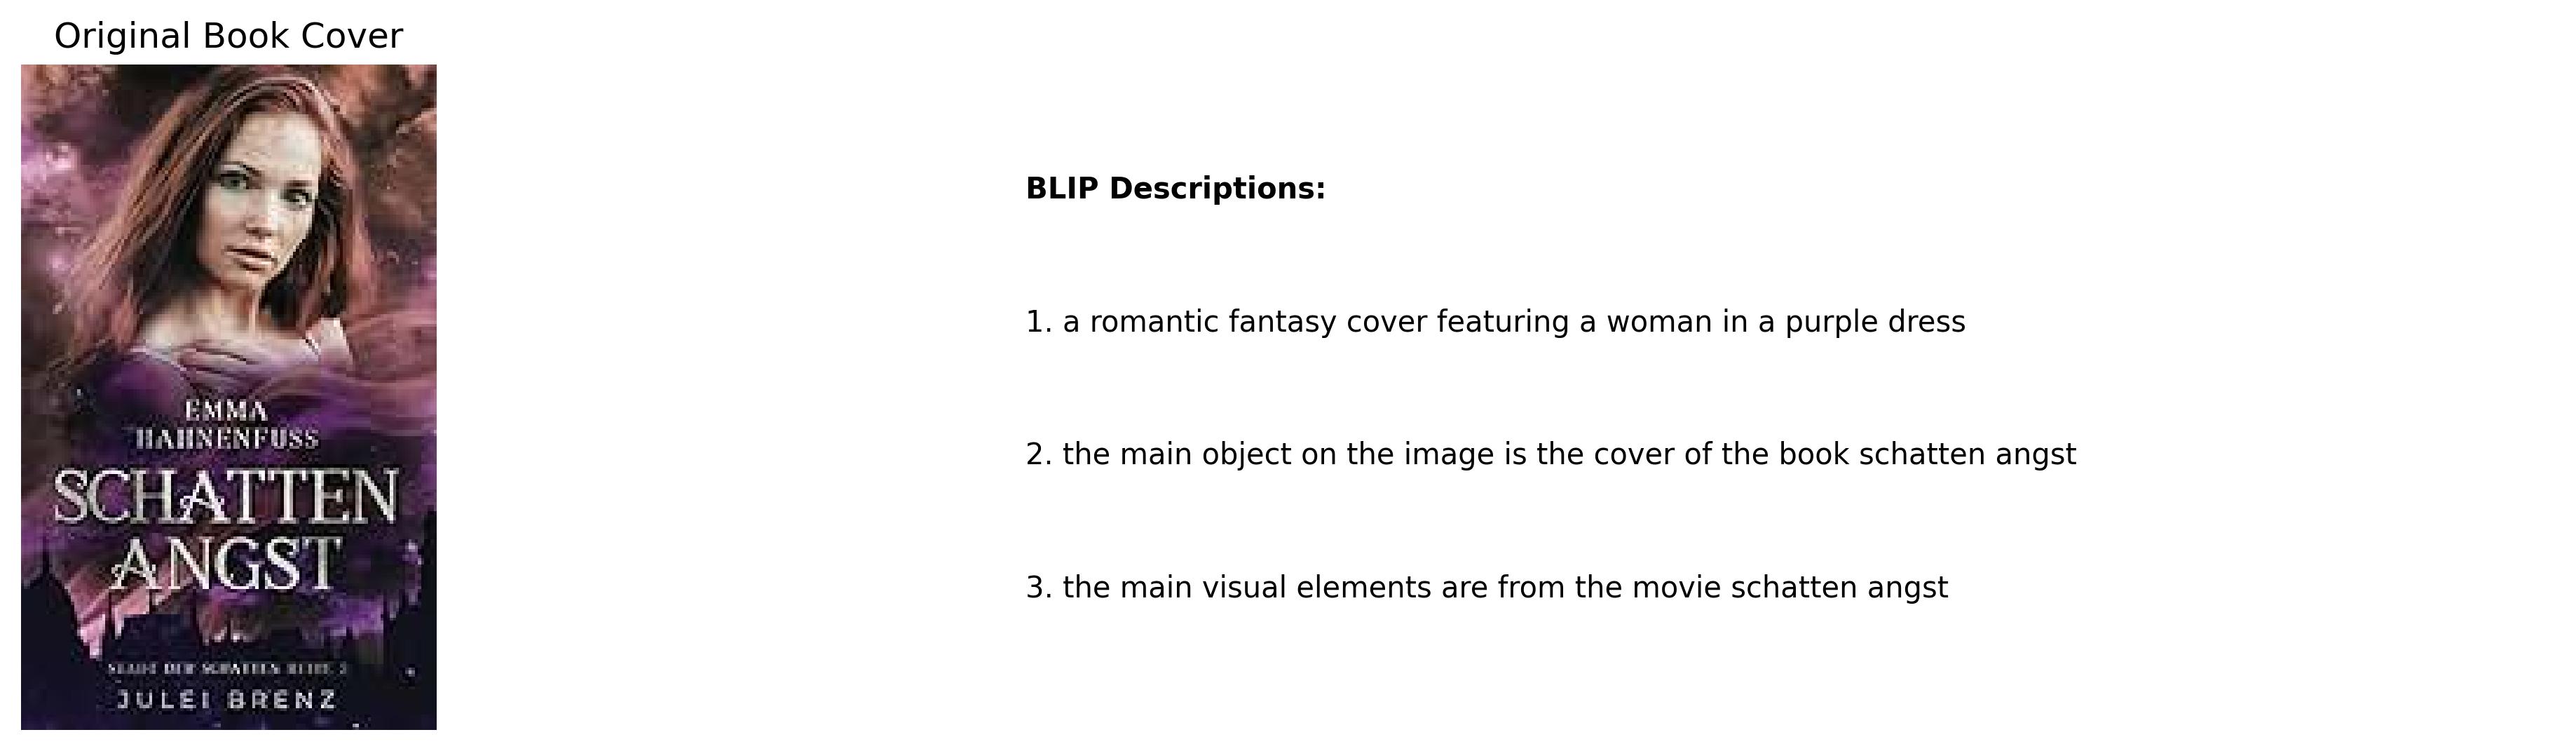 Original Book Cover
EMMA
HAHNENFUSS
SCHATTEN
ANGST
STADT DER SCHATTEN REIHE 2
JULEI BRENZ
BLIP Descriptions:
1. a romantic fantasy cover featuring a woman in a purple dress
2. the main object on the image is the cover of the book schatten angst
3. the main visual elements are from the movie schatten angst